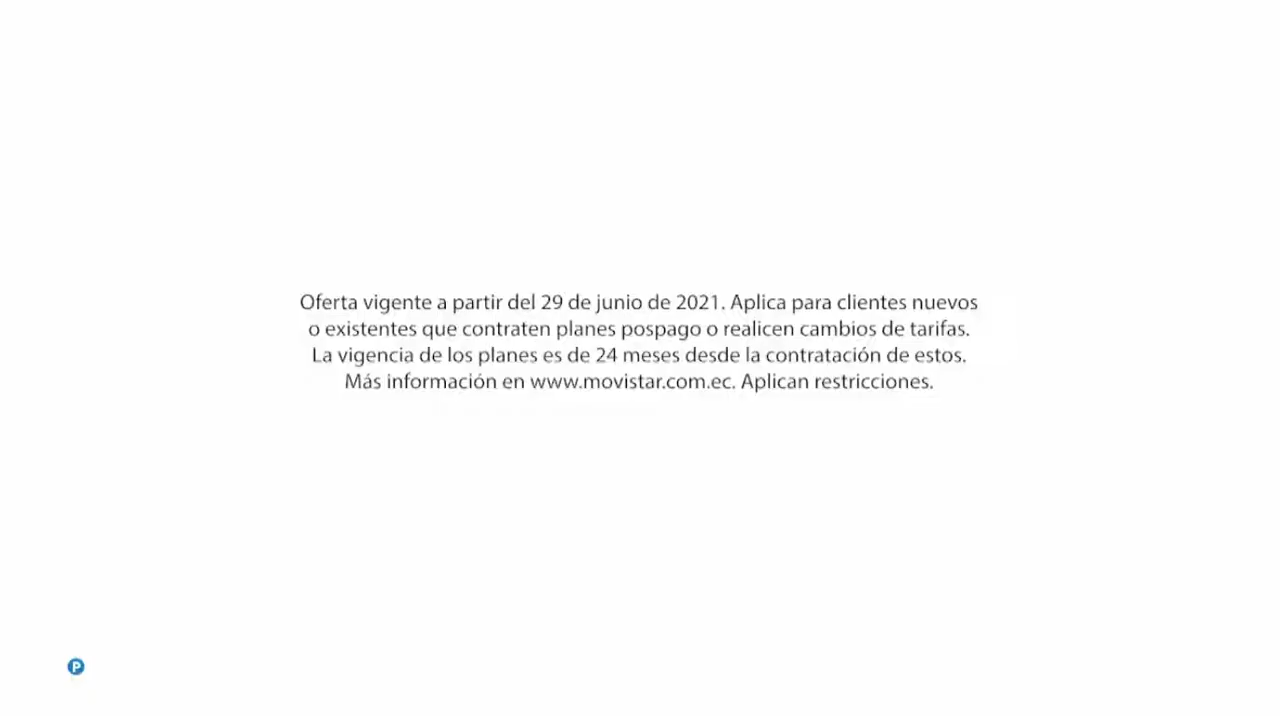 Oferta vigente a partir del 29 de junio de 2021. Aplica para clientes nuevos
o existentes que contraten planes pospago o realicen cambios de tarifas.
La vigencia de los planes es de 24 meses desde la contratación de estos.
Más información en www.movistar.com.ec. Aplican restricciones.
P